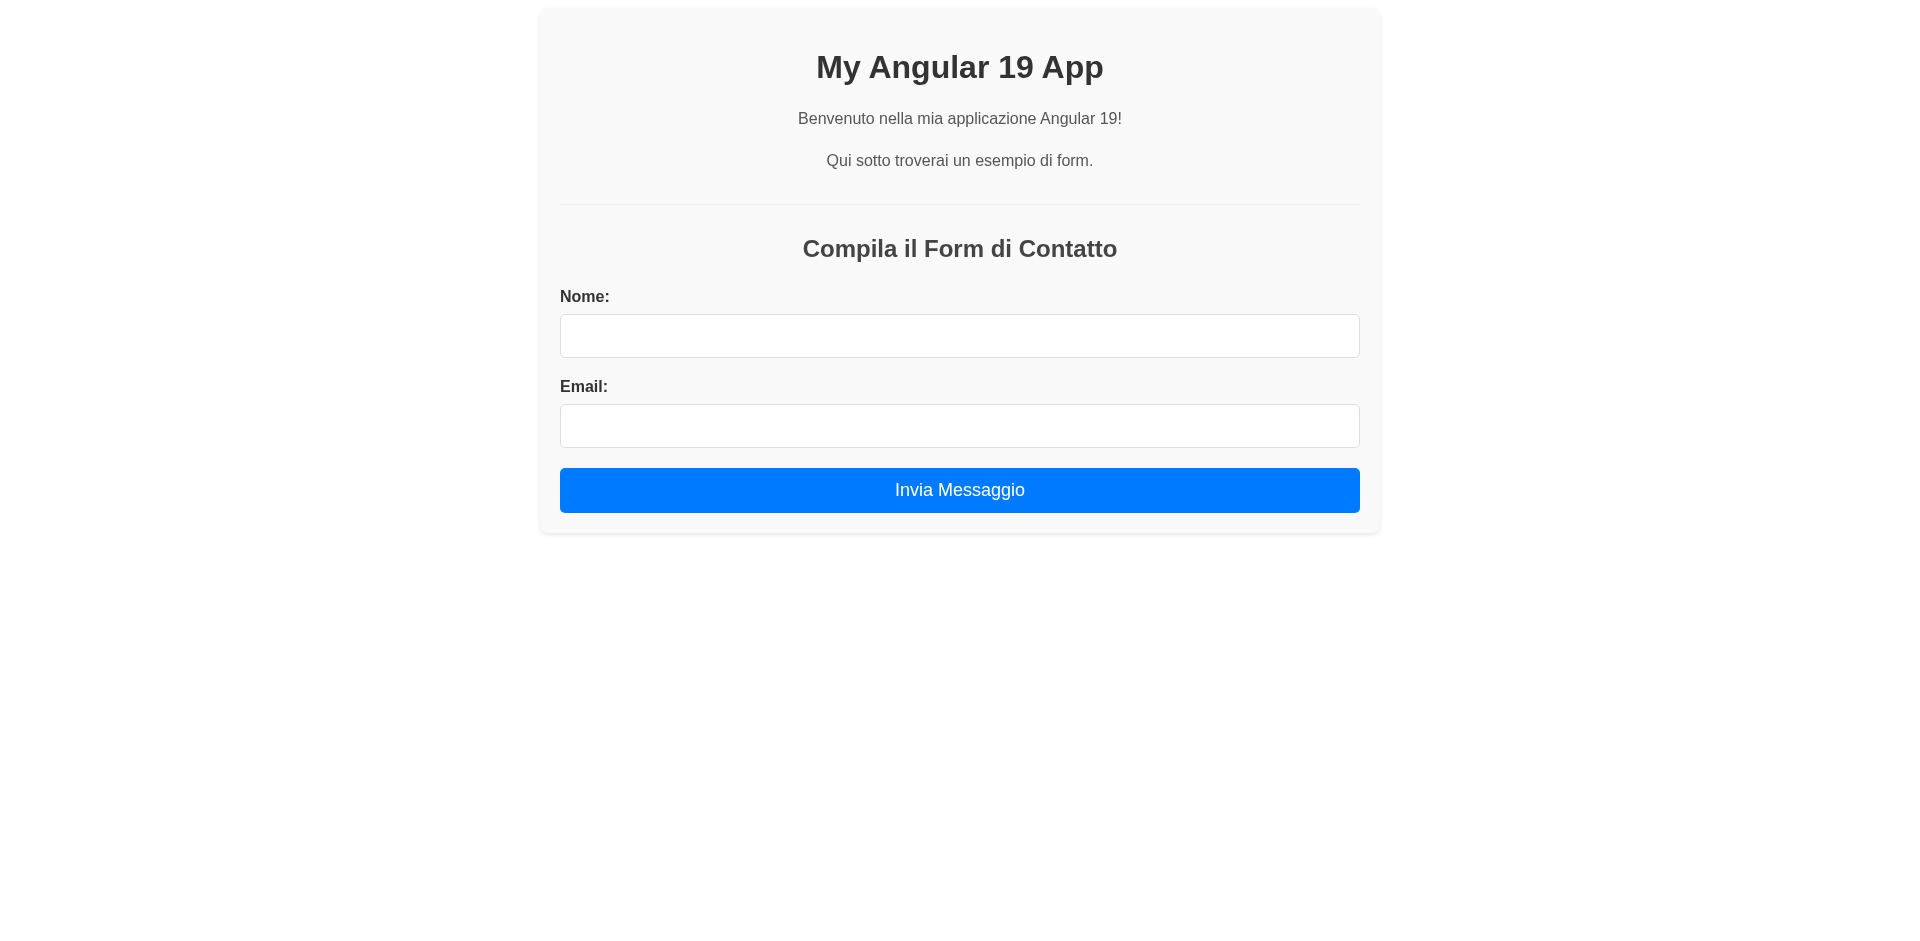 My Angular 19 App
Benvenuto nella mia applicazione Angular 19!
Qui sotto troverai un esempio di form.
Compila il Form di Contatto
Nome:
Email:
Invia Messaggio